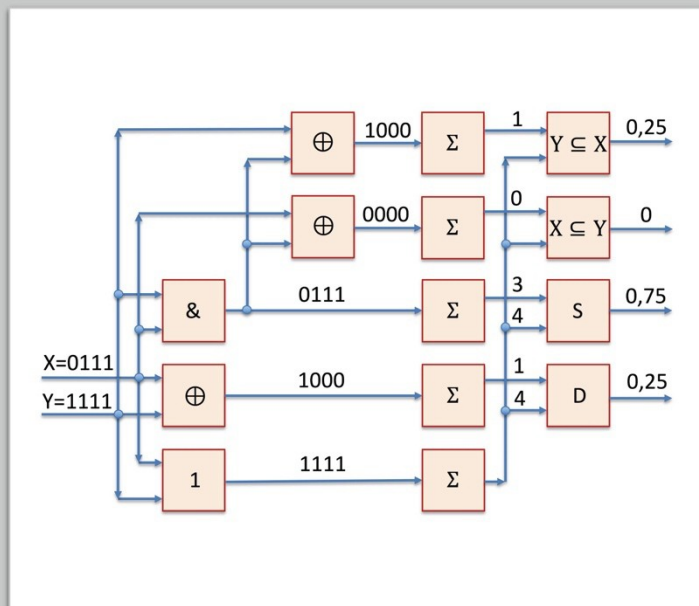 ⊕ 1000 Σ 1 Y ⊆ X 0,25
⊕ 0000 Σ 0 X ⊆ Y 0
& 0111 Σ 3 4 S 0,75
X=0111
⊕ 1000 Σ 1 4 D 0,25
Y=1111
1 1111 Σ